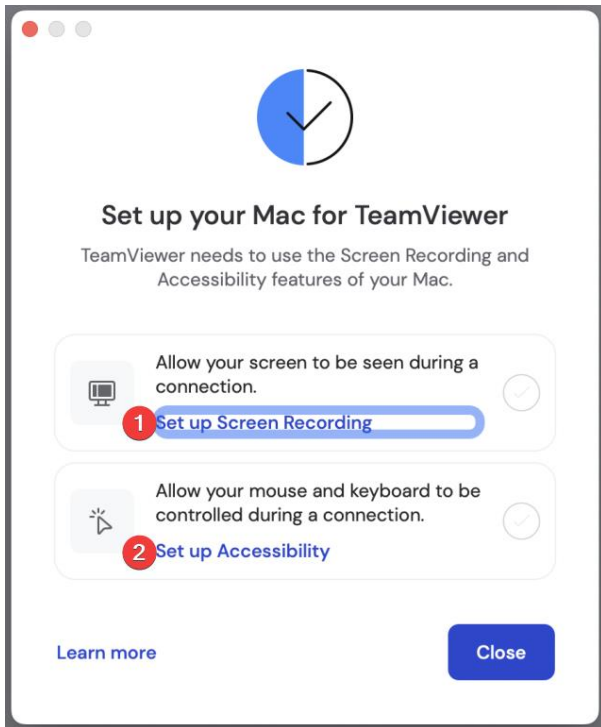 Set up your Mac for TeamViewer
TeamViewer needs to use the Screen Recording and
Accessibility features of your Mac.
Allow your screen to be seen during a
connection.
1 Set up Screen Recording
Allow your mouse and keyboard to be
controlled during a connection.
2 Set up Accessibility
Learn more
Close